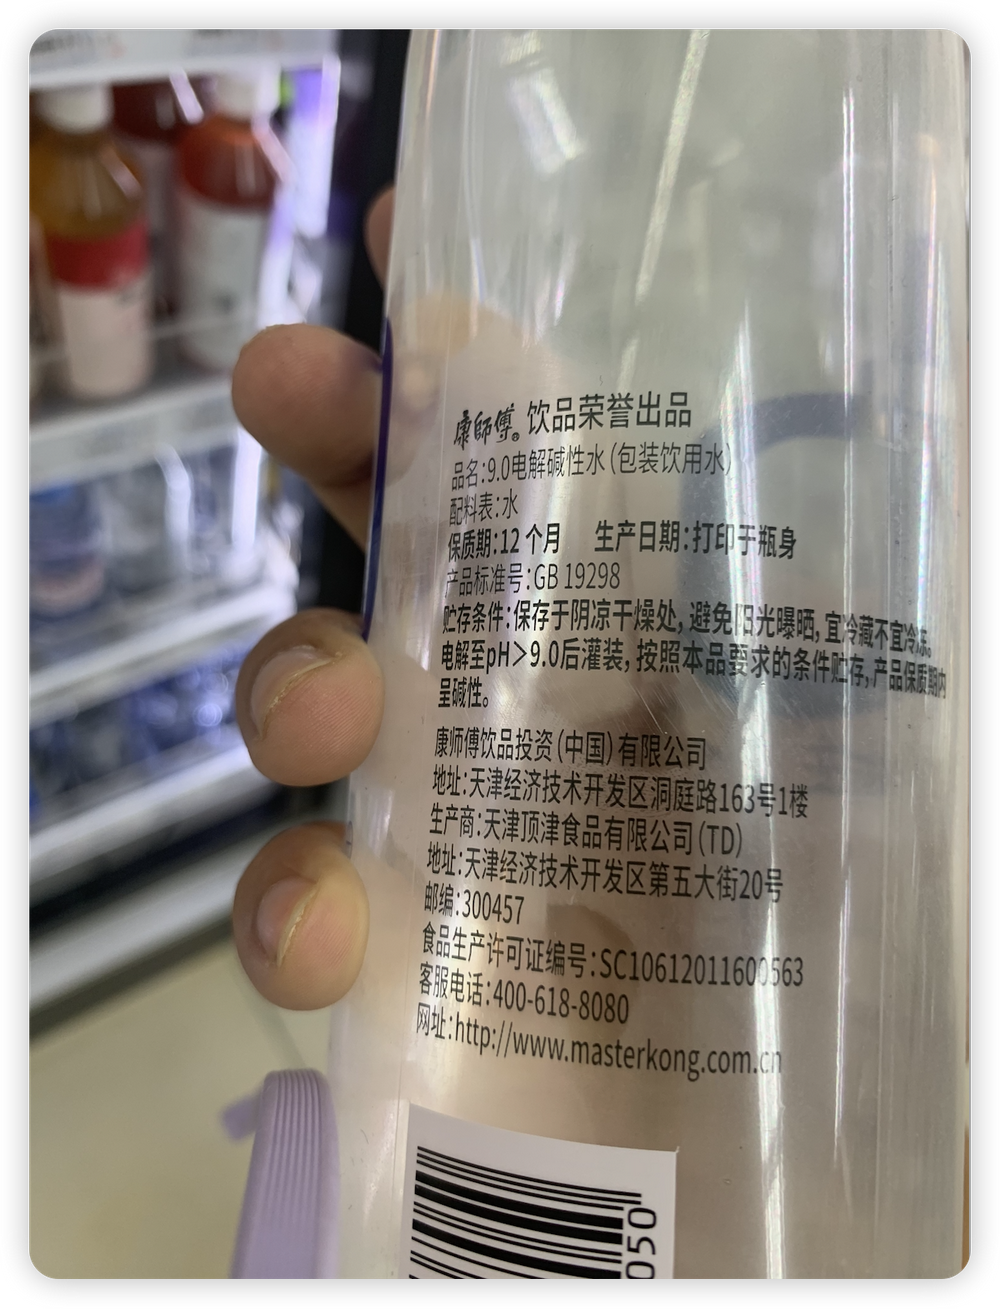 康師傅® 饮品荣誉出品
品名:9.0电解碱性水(包装饮用水)
配料表:水
保质期:12个月 生产日期:打印于瓶身
产品标准号:GB 19298
贮存条件:保存于阴凉干燥处,避免阳光曝晒,宜冷藏不宜冷冻。
电解至pH>9.0后灌装,按照本品要求的条件贮存,产品保质期内
呈碱性。
康师傅饮品投资(中国)有限公司
地址:天津经济技术开发区洞庭路163号1楼
生产商:天津顶津食品有限公司(TD)
地址:天津经济技术开发区第五大街20号
邮编:300457
食品生产许可证编号:SC10612011600563
客服电话:400-618-8080
网址:http://www.masterkong.com.cn
050